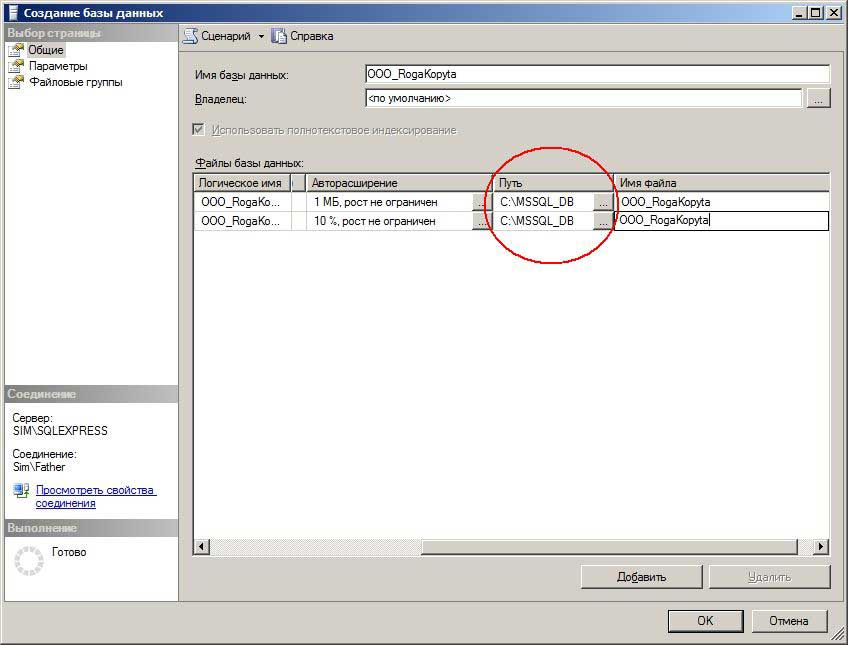 Создание базы данных
Выбор страницы
Общие
Параметры
Файловые группы
Сценарий
Справка
Имя базы данных:
OOO_RogaKopyta
Владелец:
<по умолчанию>
...
Использовать полнотекстовое индексирование
Файлы базы данных:
Логическое имя Авторасширение Путь Имя файла
OOO_RogaKo... 1 МБ, рост не ограничен ... C:\MSSQL_DB ... OOO_RogaKopyta
OOO_RogaKo... 10 %, рост не ограничен ... C:\MSSQL_DB ... OOO_RogaKopyta
Соединение
Сервер:
SIM\SQLEXPRESS
Соединение:
Sim\Father
Просмотреть свойства
соединения
Выполнение
Готово
Добавить
Удалить
OK
Отмена